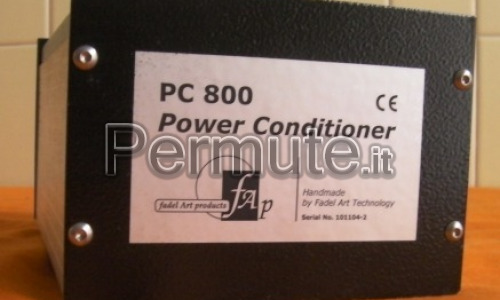 PC 800
CE
Power Conditioner
Permute.it
fadel Art products
fAp
Handmade
by Fadel Art Technology
Serial No. 101104-2